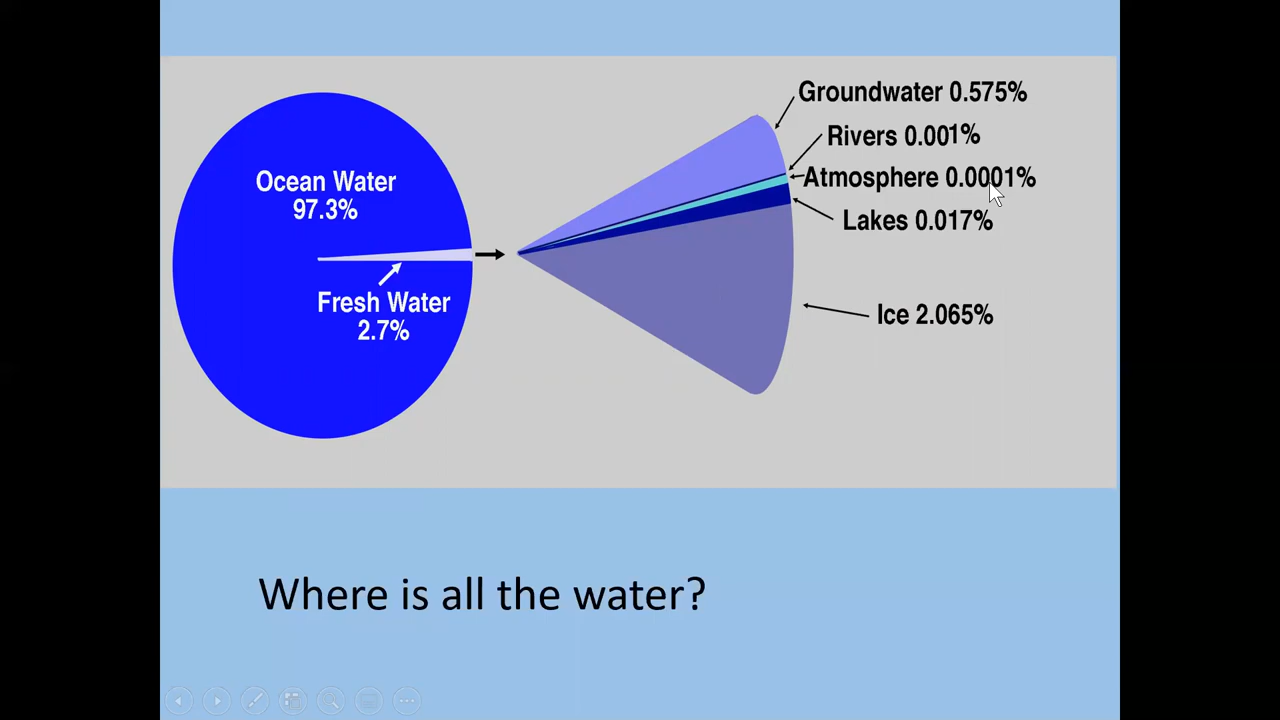 Ocean Water
97.3%
Fresh Water
2.7%
Groundwater 0.575%
Rivers 0.001%
Atmosphere 0.0001%
Lakes 0.017%
Ice 2.065%
Where is all the water?